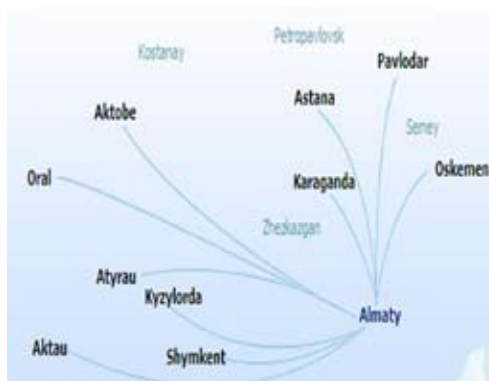 Petropavlovsk
Kostanay
Pavlodar
Astana
Aktobe
Semey
Oskemen
Oral
Karaganda
Zhezkazgan
Atyrau
Kyzylorda
Almaty
Aktau
Shymkent